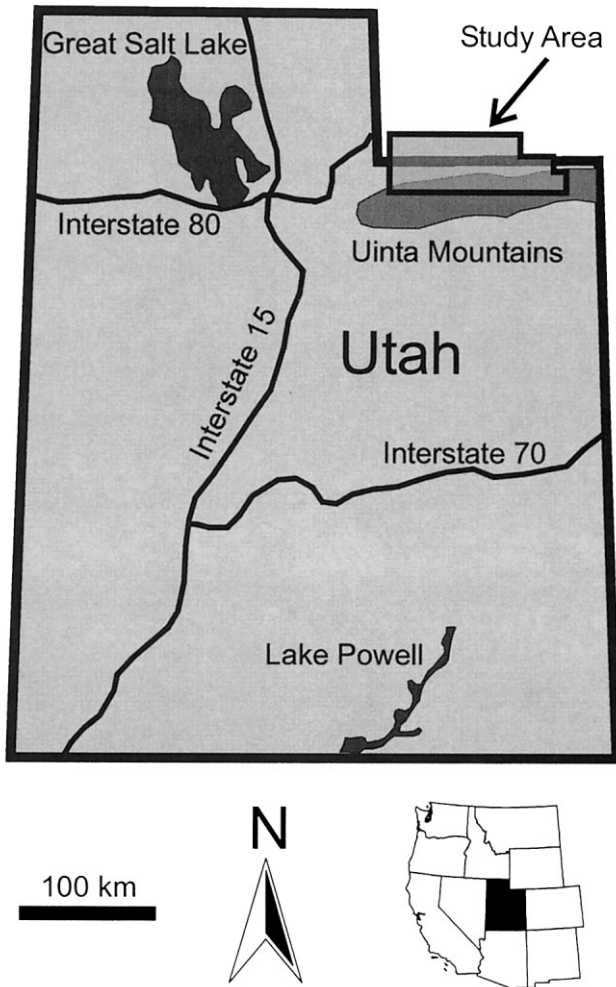 Great Salt Lake
Study Area
Interstate 80
Uinta Mountains
Interstate 15
Utah
Interstate 70
Lake Powell
N
100 km